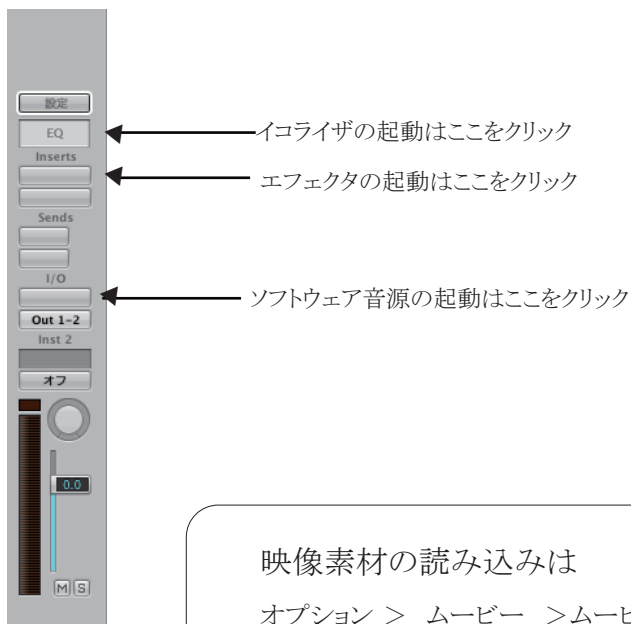 設定
EQ
イコライザの起動はここをクリック
Inserts
エフェクタの起動はここをクリック
Sends
I/O
ソフトウェア音源の起動はここをクリック
Out 1-2
Inst 2
オフ
0.0
M S
映像素材の読み込みは
オプション > ムービー >ムービ